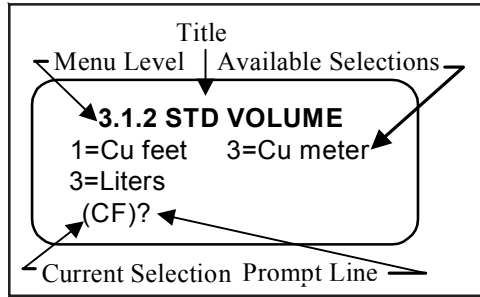 Title
Menu Level Available Selections
3.1.2 STD VOLUME
1=Cu feet 3=Cu meter
3=Liters
(CF)?
Current Selection Prompt Line